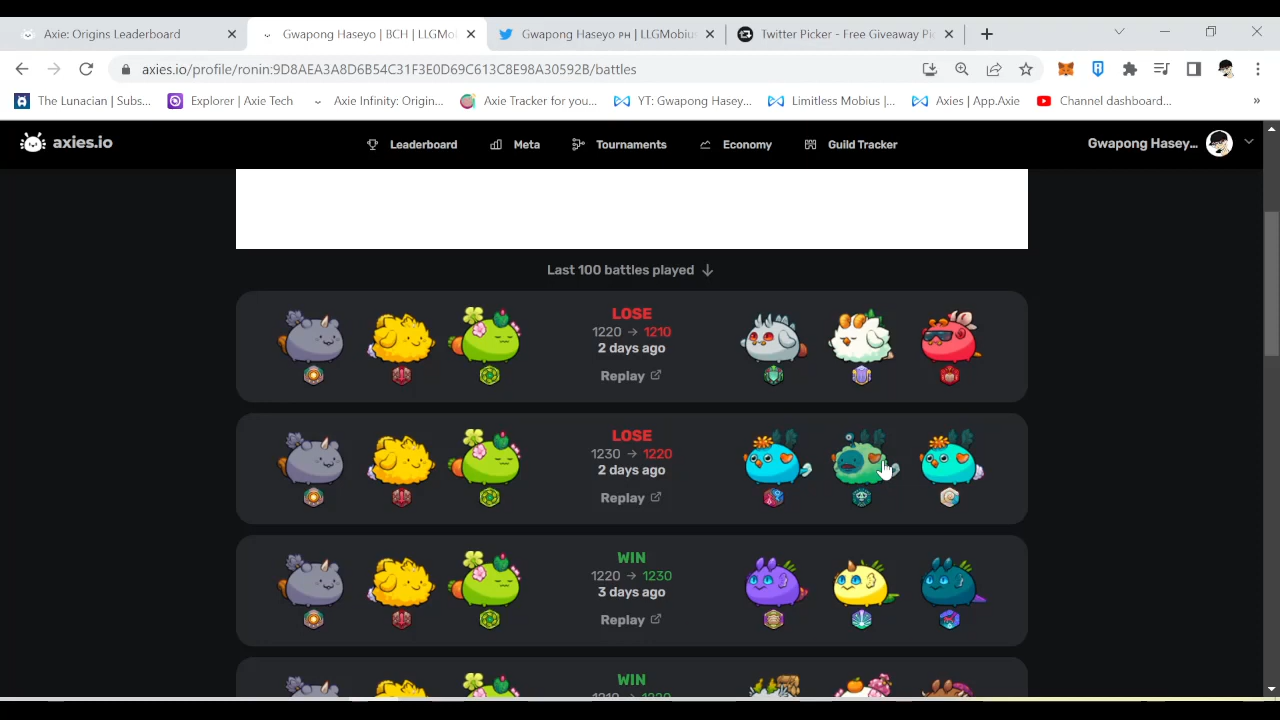 Axie: Origins Leaderboard
Gwapong Haseyo | BCH | LLGMol
Gwapong Haseyo PH | LLGMobius
Twitter Picker - Free Giveaway Pi
axies.io/profile/ronin:9D8AEA3A8D6B54C31F3E0D69C613C8E98A30592B/battles
The Lunacian | Subs...
Explorer | Axie Tech
Axie Infinity: Origin...
Axie Tracker for you...
YT: Gwapong Hasey...
Limitless Mobius |...
Axies | App.Axie
Channel dashboard...
»
axies.io
Leaderboard
Meta
Tournaments
Economy
Guild Tracker
Gwapong Hasey...
Last 100 battles played ↓
LOSE
1220 → 1210
2 days ago
Replay
LOSE
1230 → 1220
2 days ago
Replay
WIN
1220 → 1230
3 days ago
Replay
WIN